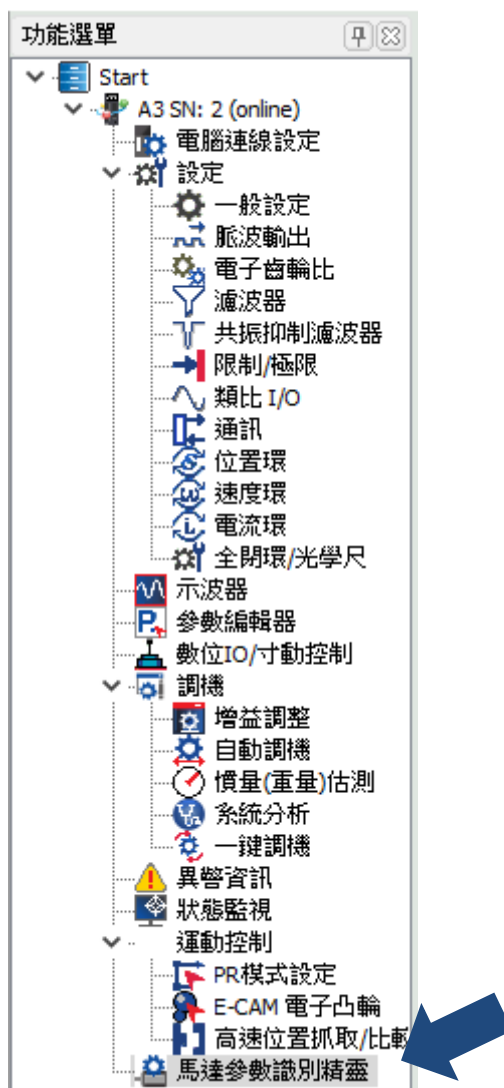 功能選單
Start
A3 SN: 2 (online)
電腦連線設定
設定
一般設定
脈波輸出
電子齒輪比
濾波器
共振抑制濾波器
限制/極限
類比 I/O
通訊
位置環
速度環
電流環
全閉環/光學尺
示波器
參數編輯器
數位IO/寸動控制
調機
增益調整
自動調機
慣量(重量)估測
系統分析
一鍵調機
異警資訊
狀態監視
運動控制
PR模式設定
E-CAM 電子凸輪
高速位置抓取/比較
馬達參數識別精靈